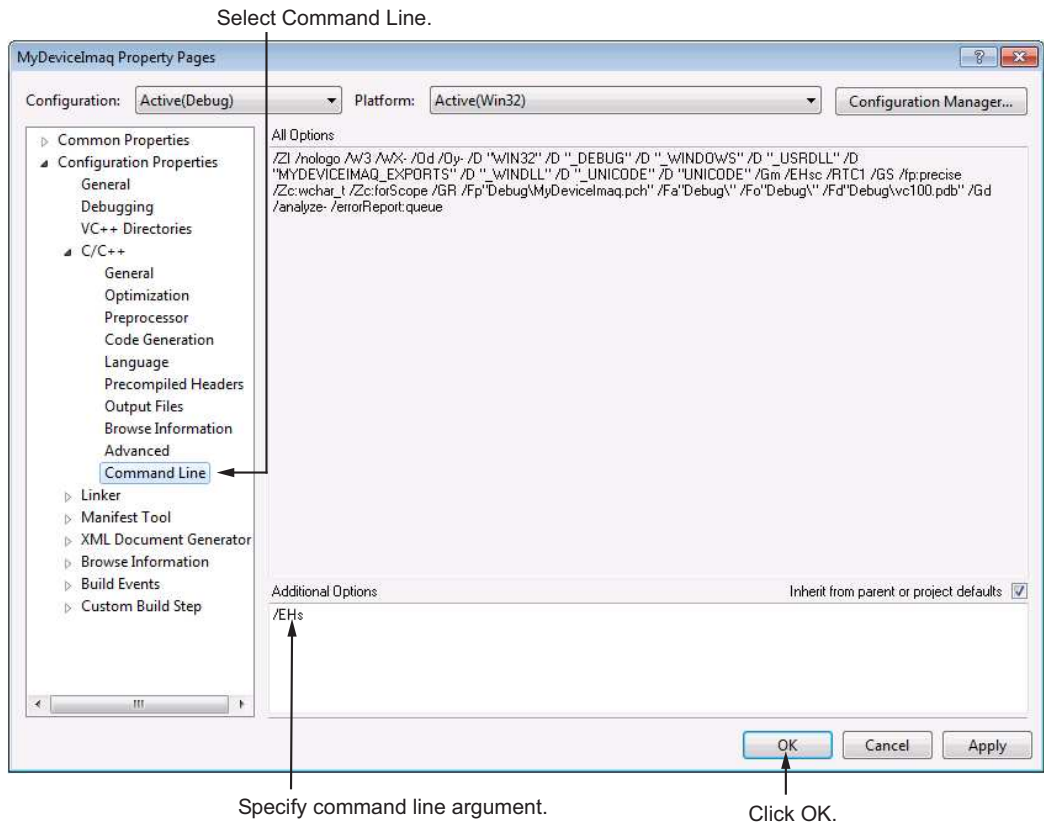 Select Command Line.
MyDeviceImaq Property Pages
Configuration: Active(Debug) Platform: Active(Win32) Configuration Manager...
Common Properties
Configuration Properties
General
Debugging
VC++ Directories
C/C++
General
Optimization
Preprocessor
Code Generation
Language
Precompiled Headers
Output Files
Browse Information
Advanced
Command Line
Linker
Manifest Tool
XML Document Generator
Browse Information
Build Events
Custom Build Step
All Options
/ZI /nologo /W3 /WX- /Od /Oy- /D "WIN32" /D "_DEBUG" /D "_WINDOWS" /D "_USRDLL" /D
"MYDEVICEIMAQ_EXPORTS" /D "_WINDLL" /D "_UNICODE" /D "UNICODE" /Gm /EHsc /RTC1 /GS /fp:precise
/Zc:wchar_t /Zc:forScope /GR /Fp"Debug\MyDeviceImaq.pch" /Fa"Debug\" /Fo"Debug\" /Fd"Debug\vc100.pdb" /Gd
/analyze- /errorReport:queue
Additional Options Inherit from parent or project defaults
/EHs
OK Cancel Apply
Specify command line argument.
Click OK.